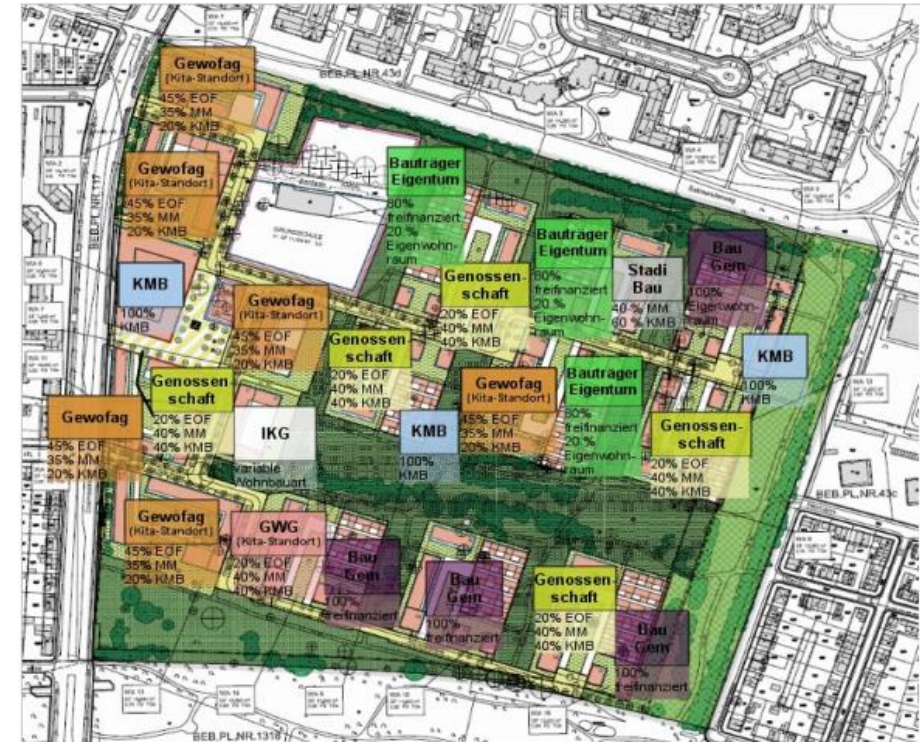 BEB.PL.NR.43d
Gewofag
(Kita-Standort)
45% EOF
35% MM
20% KMB
Gewofag
(Kita-Standort)
45% EOF
35% MM
20% KMB
BEB.PL.NR.117
GRUNDSCHULE
Bauträger
Eigentum
80%
freifinanziert
20 %
Eigenwohn-
raum
Bauträger
Eigentum
80%
freifinanziert
20 %
Eigenwohn-
raum
Stadi
Bau
40 % MM
60 % KMB
Bau
Gem
100%
Eigenwohn-
raum
KMB
100%
KMB
Gewofag
(Kita-Standort)
45% EOF
35% MM
20% KMB
Genossen-
schaft
20% EOF
40% MM
40% KMB
Genossen
schaft
20% EOF
40% MM
40% KMB
KMB
100%
KMB
Gewofag
45% EOF
35% MM
20% KMB
Genossen
schaft
20% EOF
40% MM
40% KMB
IKG
variable
Wohnbauart
KMB
100%
KMB
Gewofag
(Kita-Standort)
45% EOF
35% MM
20% KMB
Bauträger
Eigentum
80%
freifinanziert
20 %
Eigenwohn-
raum
Genossen-
schaft
20% EOF
40% MM
40% KMB
BEB.PL.NR.43c
Gewofag
(Kita-Standort)
45% EOF
35% MM
20% KMB
GWG
(Kita-Standort)
20% EOF
40% MM
40% KMB
Bau
Gem
100%
freifinanziert
Bau
Gem
100%
freifinanziert
Genossen
schaft
20% EOF
40% MM
40% KMB
Bau
Gem
100%
freifinanziert
BEB.PL.NR.1316